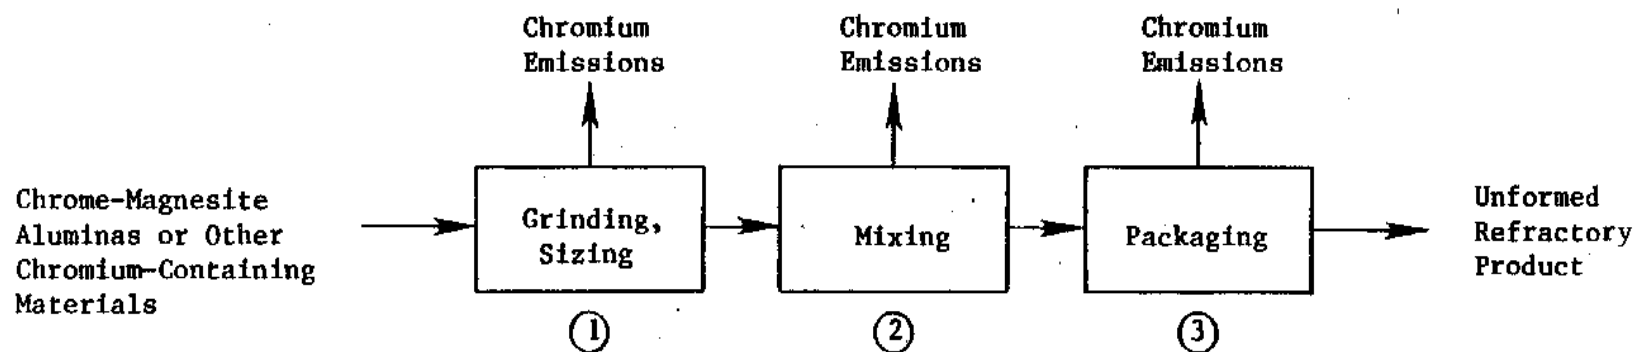 Chromium
Emissions
Chromium
Emissions
Chromium
Emissions
Chrome-Magnesite
Aluminas or Other
Chromium-Containing
Materials
Grinding,
Sizing
Mixing
Packaging
Unformed
Refractory
Product
1
2
3